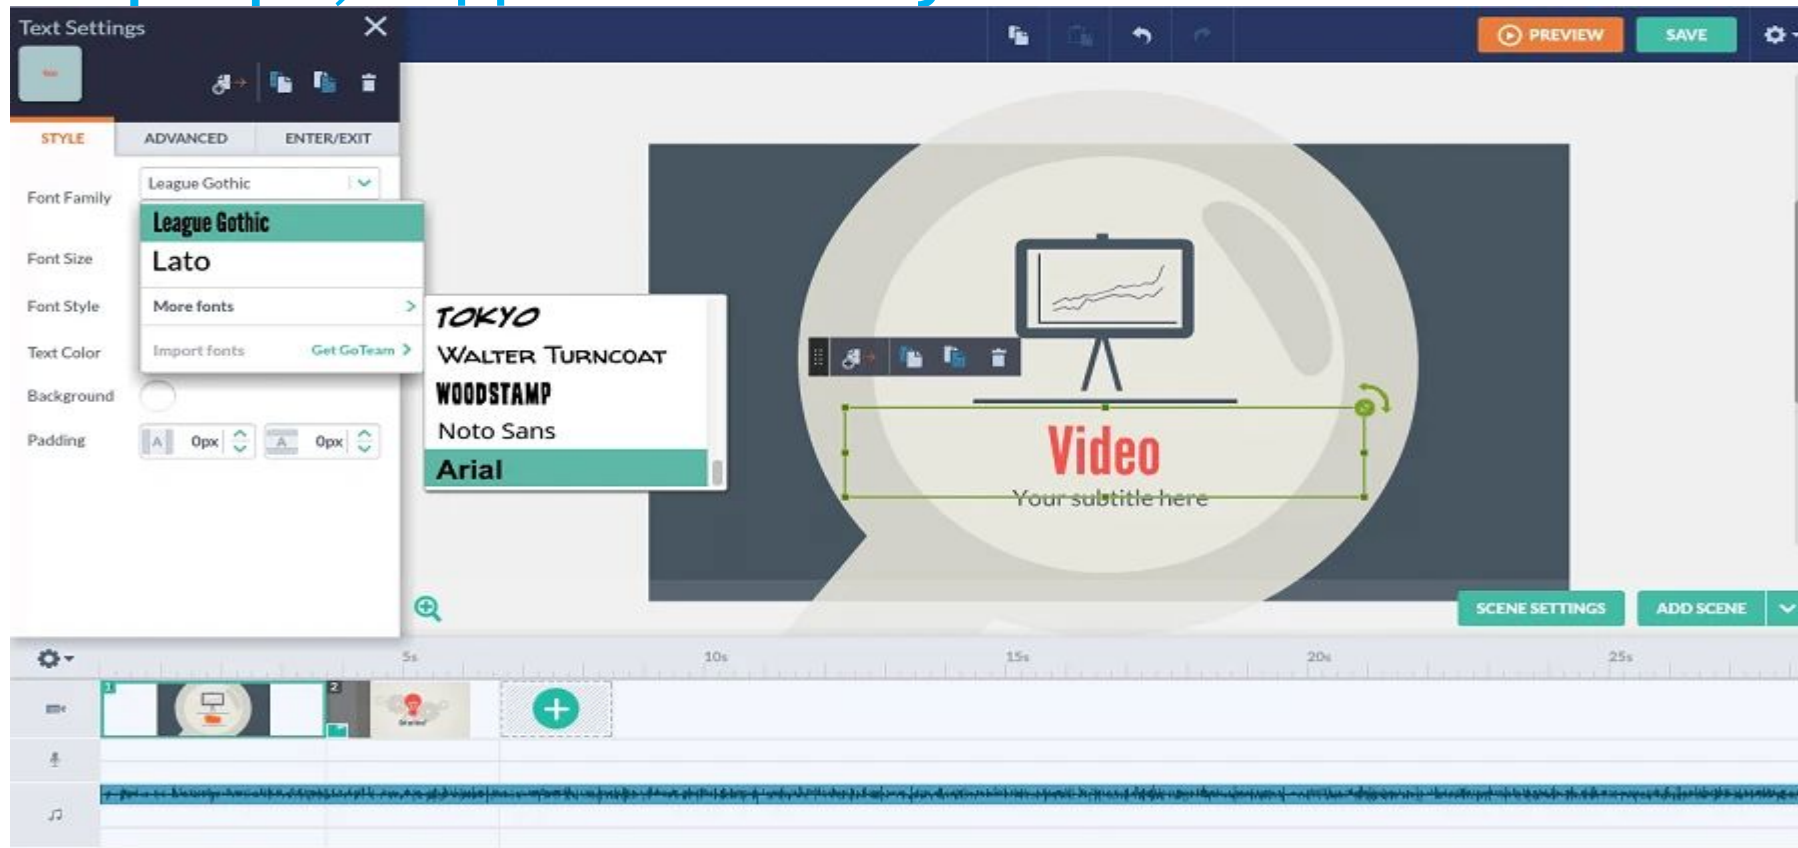 Text Settings
PREVIEW
SAVE
STYLE
ADVANCED
ENTER/EXIT
Font Family
League Gothic
League Gothic
Lato
Font Size
Font Style
More fonts
Text Color
Import fonts
Get GoTeam
Background
Padding
A
0px
A
0px
TOKYO
WALTER TURNCOAT
WOODSTAMP
Noto Sans
Arial
Video
Your subtitle here
SCENE SETTINGS
ADD SCENE
5s
10s
15s
20s
25s
1
2